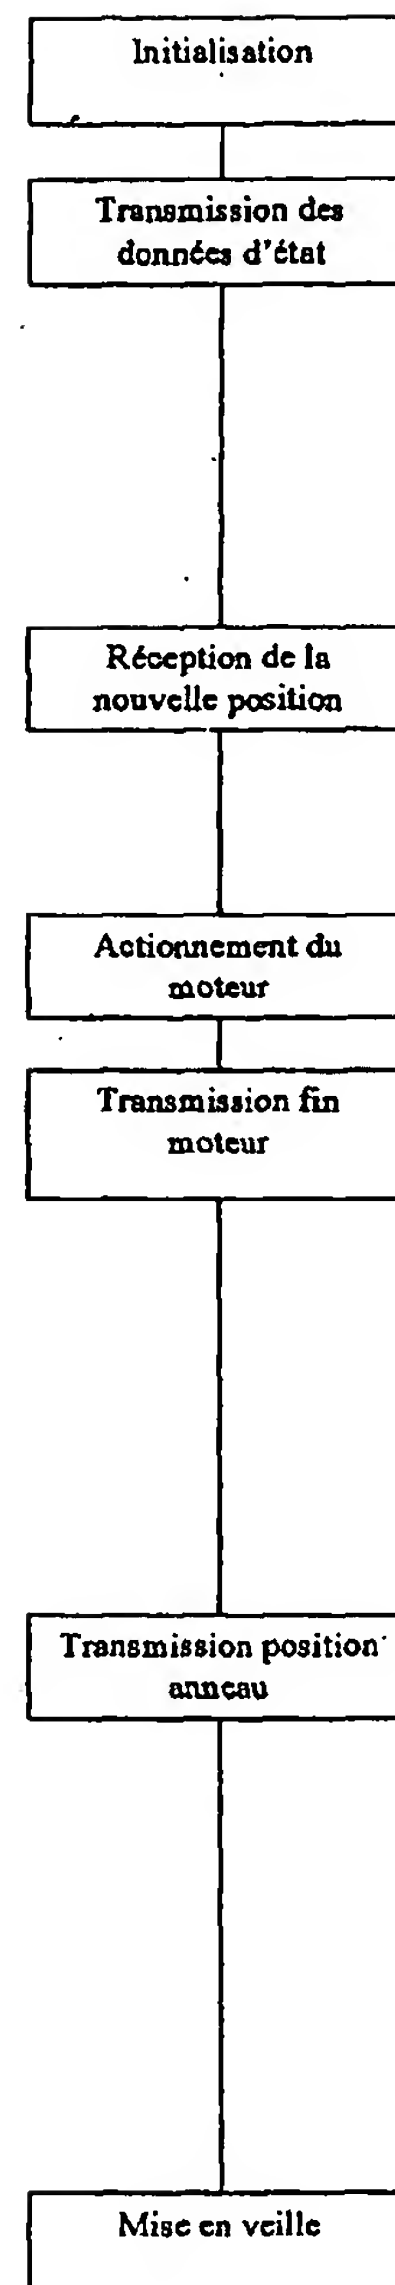 Initialisation
Transmission des
données d'état
Réception de la
nouvelle position
Actionnement du
moteur
Transmission fin
moteur
Transmission position
anneau
Mise en veille